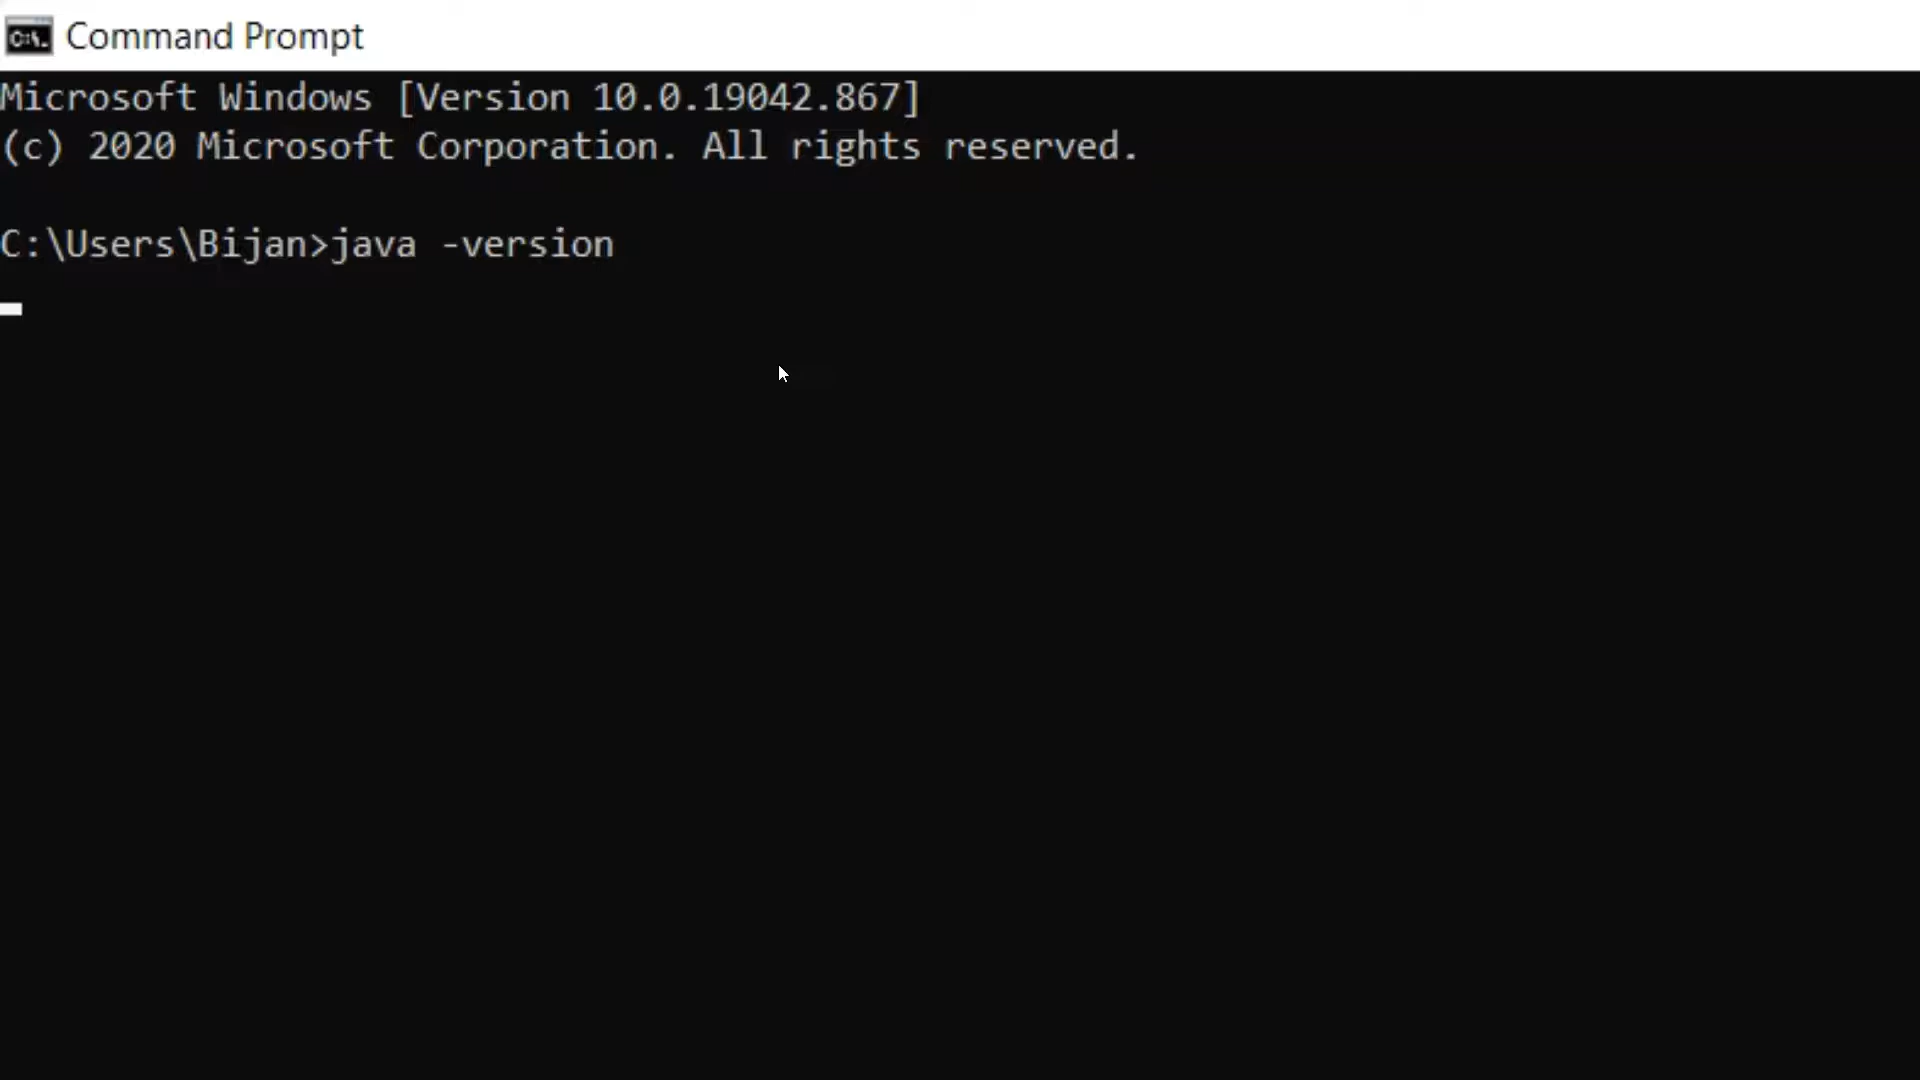 Command Prompt
Microsoft Windows [Version 10.0.19042.867]
(c) 2020 Microsoft Corporation. All rights reserved.
C:\Users\Bijan>java -version